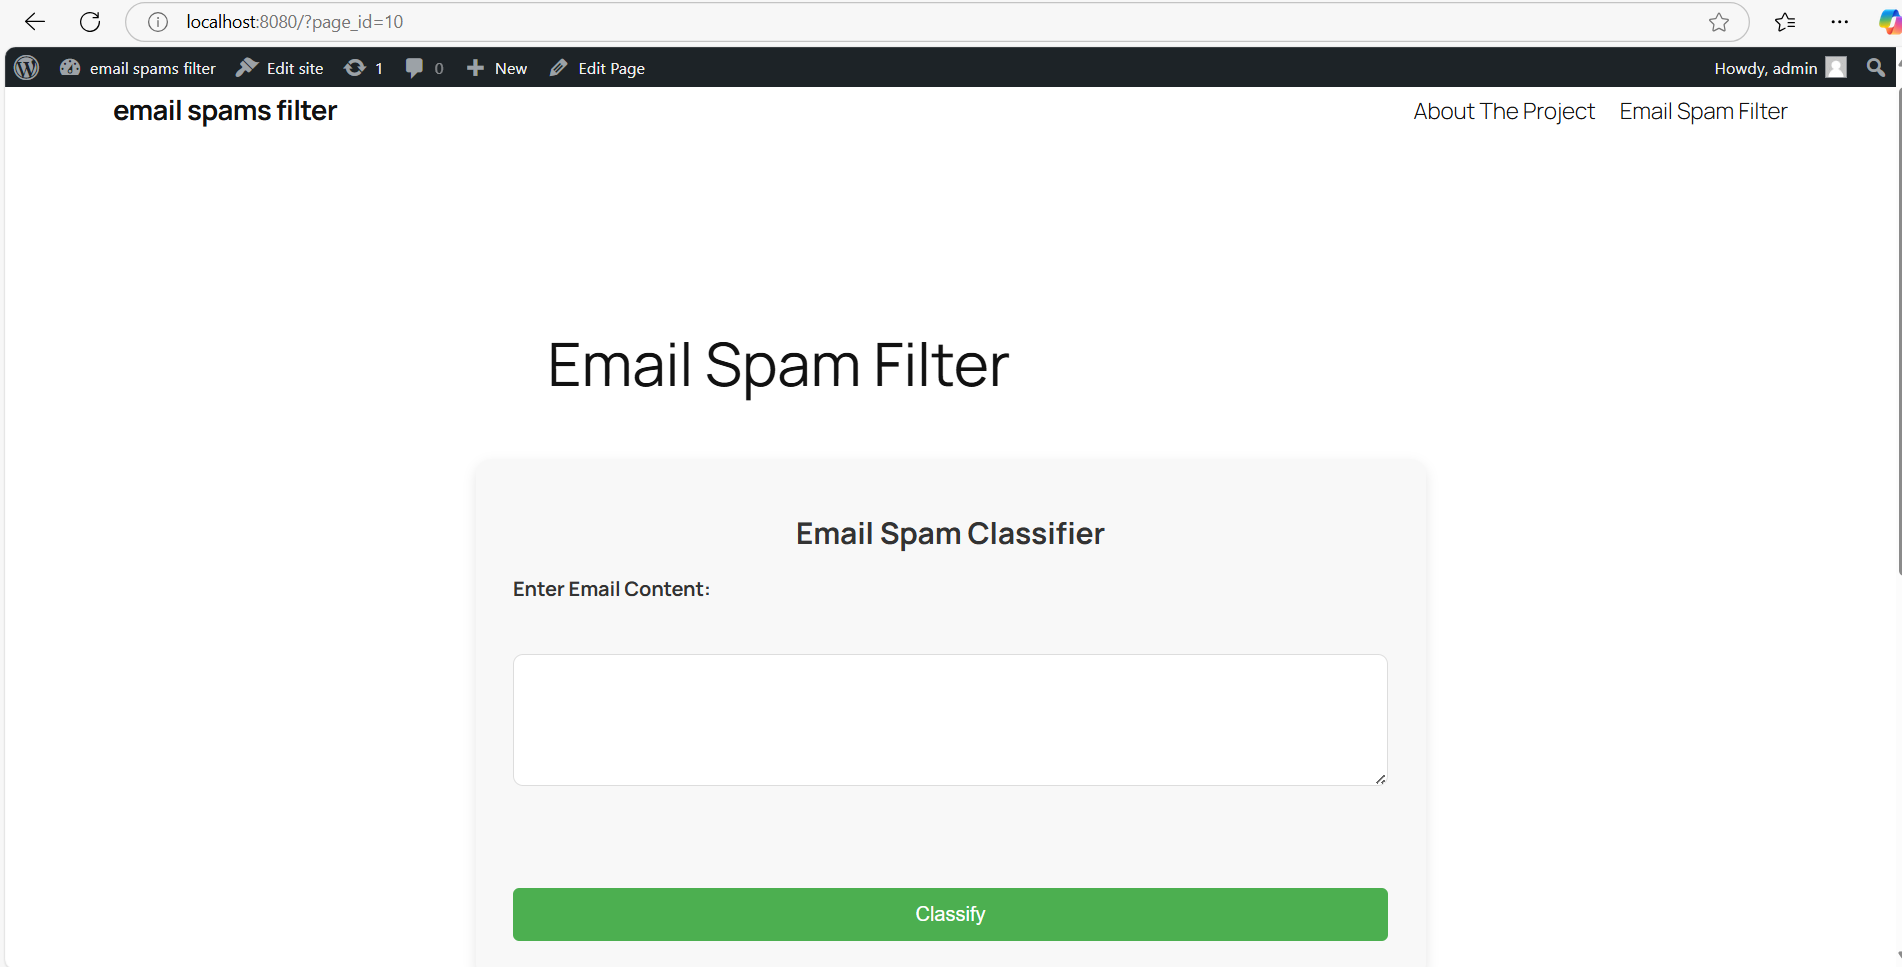 localhost:8080/?page_id=10
email spams filter Edit site 1 0 New Edit Page Howdy, admin
email spams filter About The Project Email Spam Filter
Email Spam Filter
Email Spam Classifier
Enter Email Content:
Classify